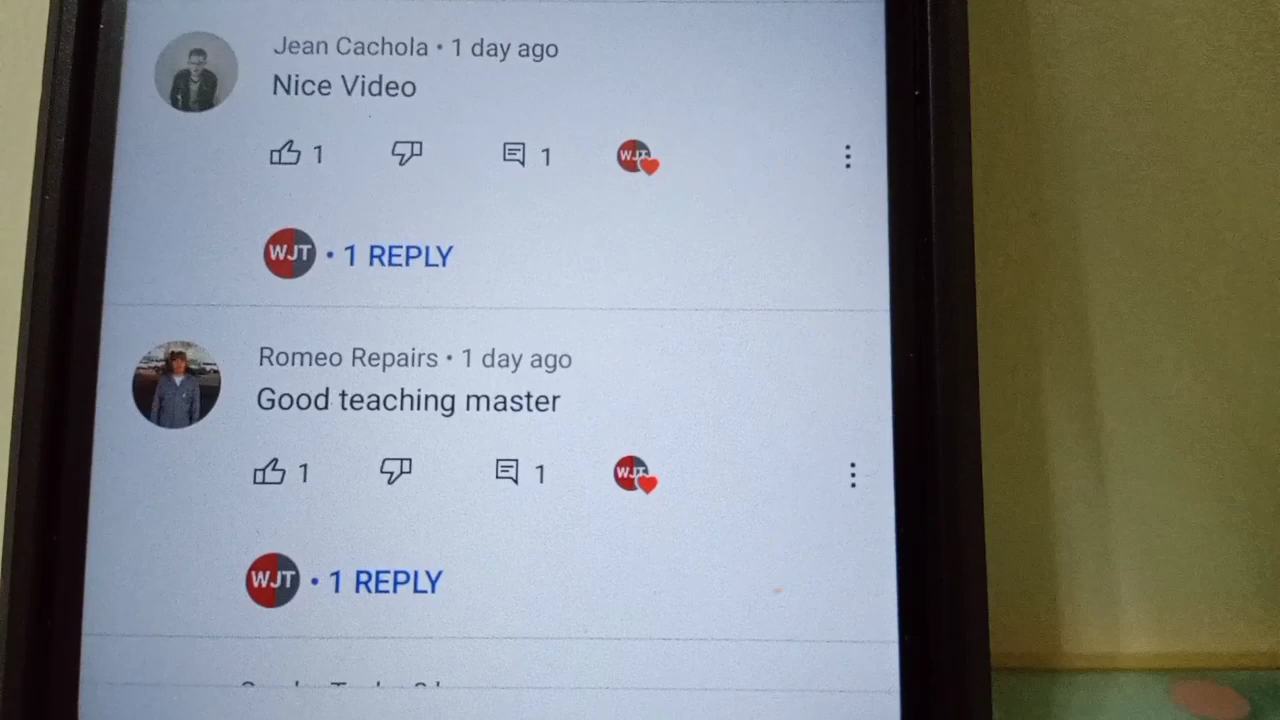 Jean Cachola • 1 day ago
Nice Video
1 1 WJT
WJT • 1 REPLY
Romeo Repairs • 1 day ago
Good teaching master
1 1 WJT
WJT • 1 REPLY